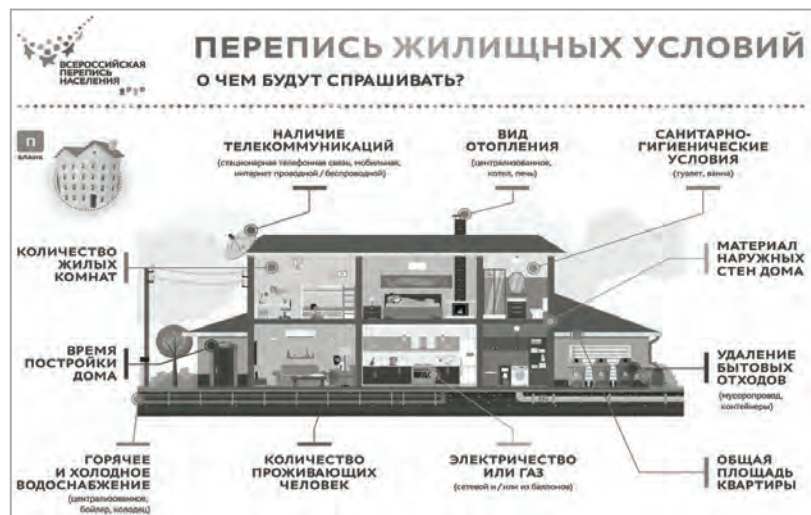 ВСЕРОССИЙСКАЯ
ПЕРЕПИСЬ
НАСЕЛЕНИЯ
2020
ПЕРЕПИСЬ ЖИЛИЩНЫХ УСЛОВИЙ
О ЧЕМ БУДУТ СПРАШИВАТЬ?
П
БЛАНК
НАЛИЧИЕ
ТЕЛЕКОММУНИКАЦИЙ
(стационарная телефонная связь, мобильная,
интернет проводной / беспроводной)
ВИД
ОТОПЛЕНИЯ
(централизованное,
котел, печь)
САНИТАРНО-
ГИГИЕНИЧЕСКИЕ
УСЛОВИЯ
(туалет, ванна)
КОЛИЧЕСТВО
ЖИЛЫХ
КОМНАТ
МАТЕРИАЛ
НАРУЖНЫХ
СТЕН ДОМА
ВРЕМЯ
ПОСТРОЙКИ
ДОМА
УДАЛЕНИЕ
БЫТОВЫХ
ОТХОДОВ
(мусоропровод,
контейнеры)
ГОРЯЧЕЕ
И ХОЛОДНОЕ
ВОДОСНАБЖЕНИЕ
(централизованное,
бойлер, колодец)
КОЛИЧЕСТВО
ПРОЖИВАЮЩИХ
ЧЕЛОВЕК
ЭЛЕКТРИЧЕСТВО
ИЛИ ГАЗ
(сетевой и / или из баллонов)
ОБЩАЯ
ПЛОЩАДЬ
КВАРТИРЫ